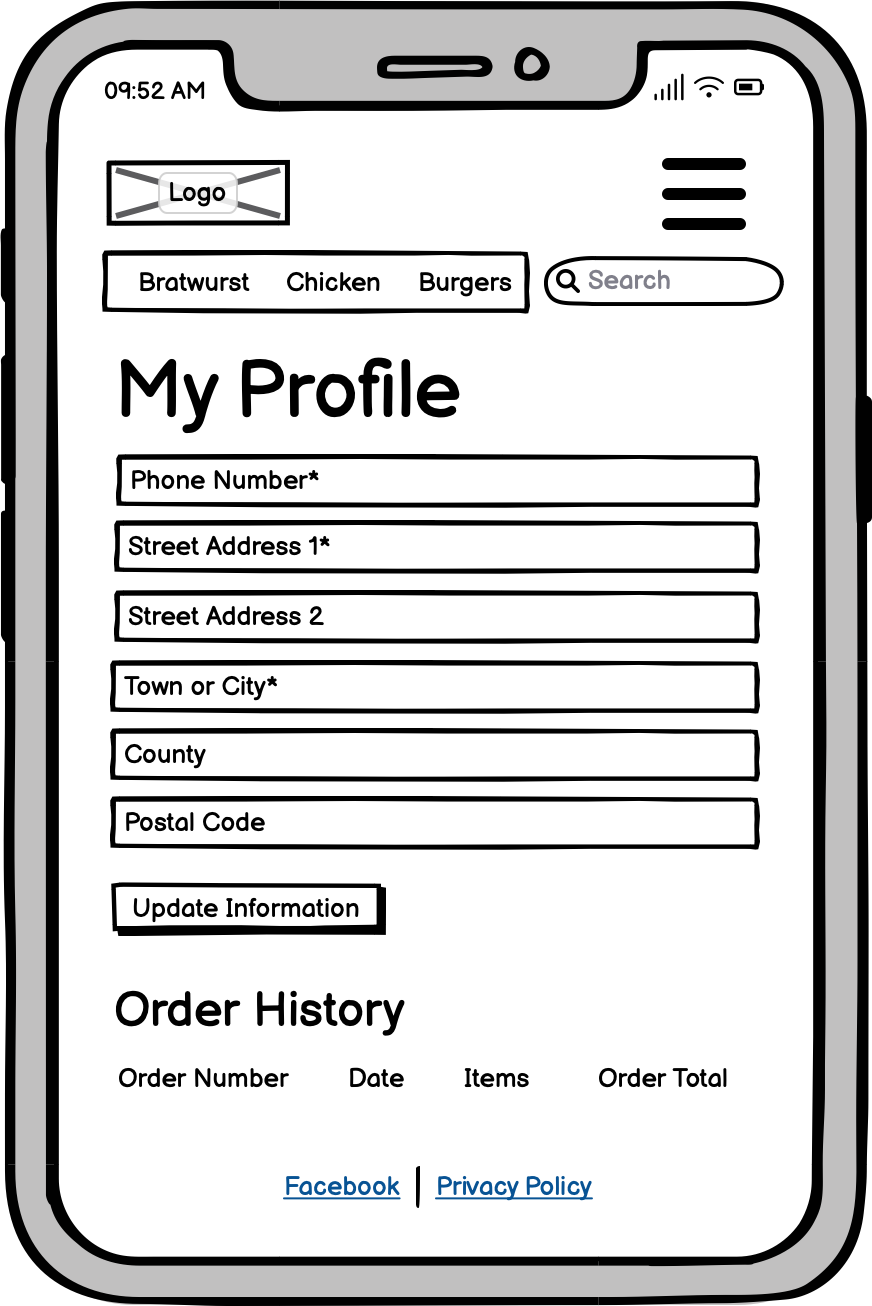 09:52 AM
Logo
Bratwurst Chicken Burgers Search
My Profile
Phone Number*
Street Address 1*
Street Address 2
Town or City*
County
Postal Code
Update Information
Order History
Order Number Date Items Order Total
Facebook | Privacy Policy